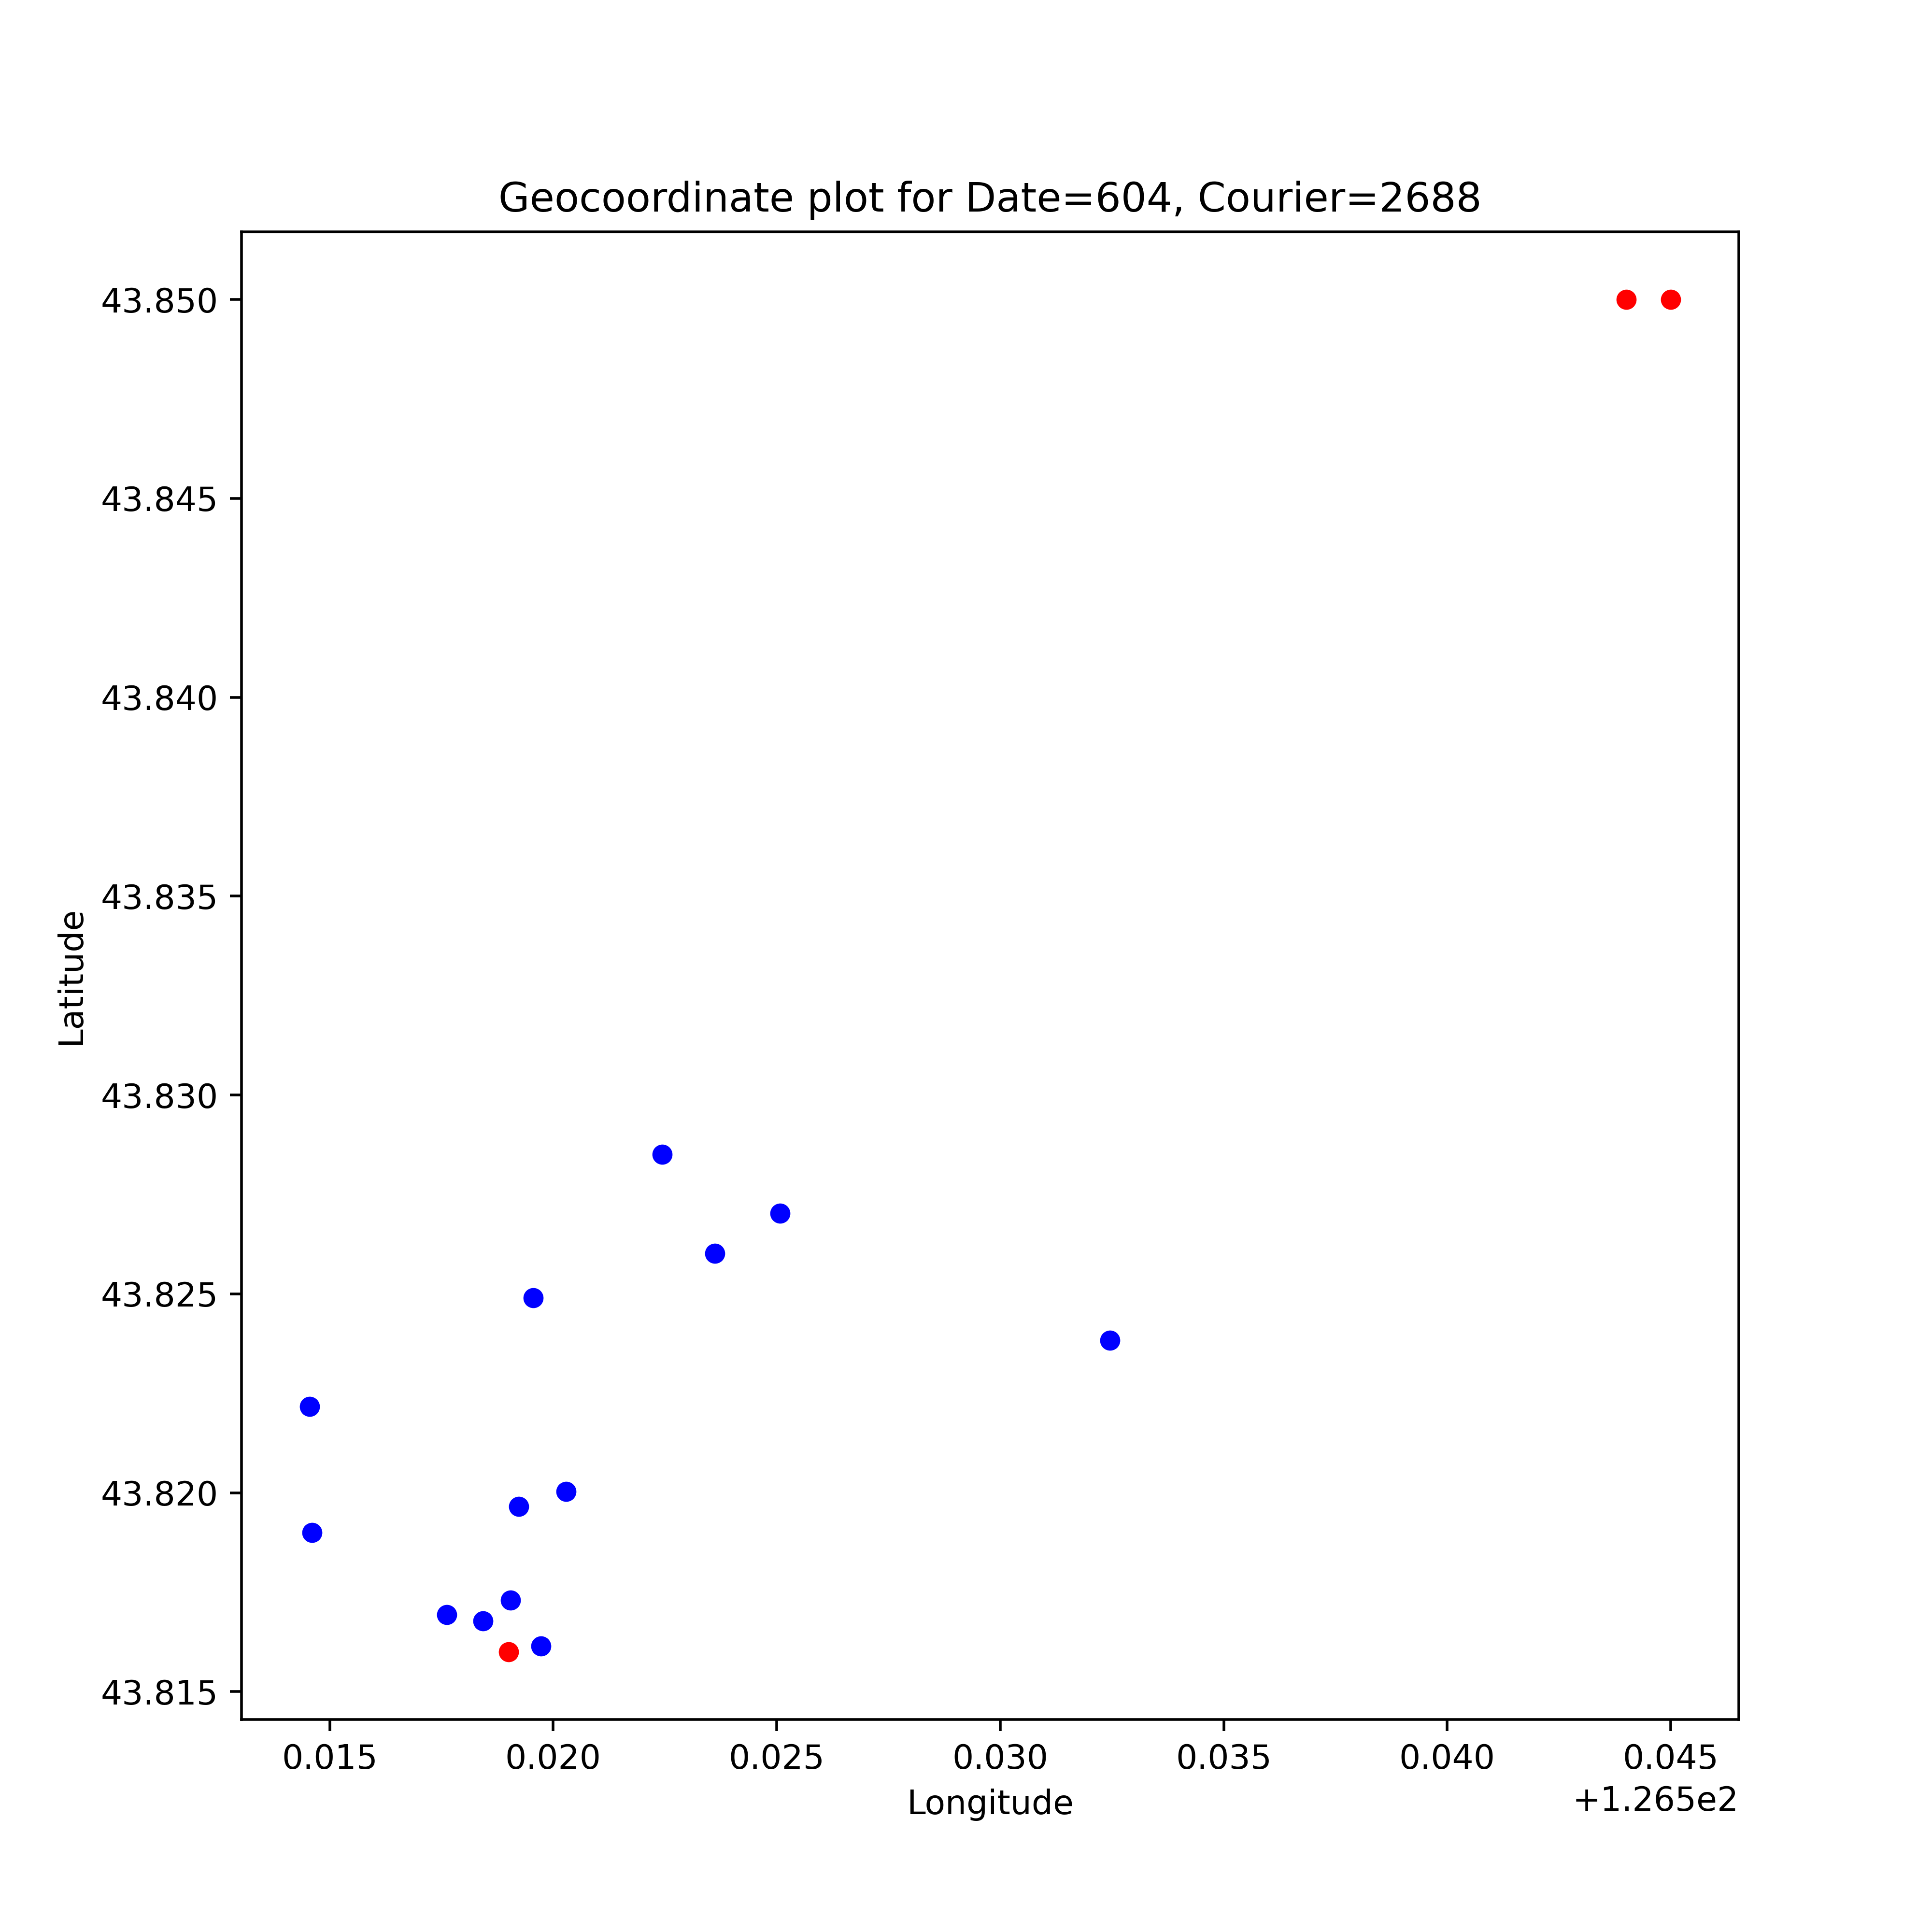 Geocoordinate plot for Date=604, Courier=2688
43.850
43.845
43.840
43.835
43.830
43.825
43.820
43.815
Latitude
0.015 0.020 0.025 0.030 0.035 0.040 0.045
Longitude
+1.265e2